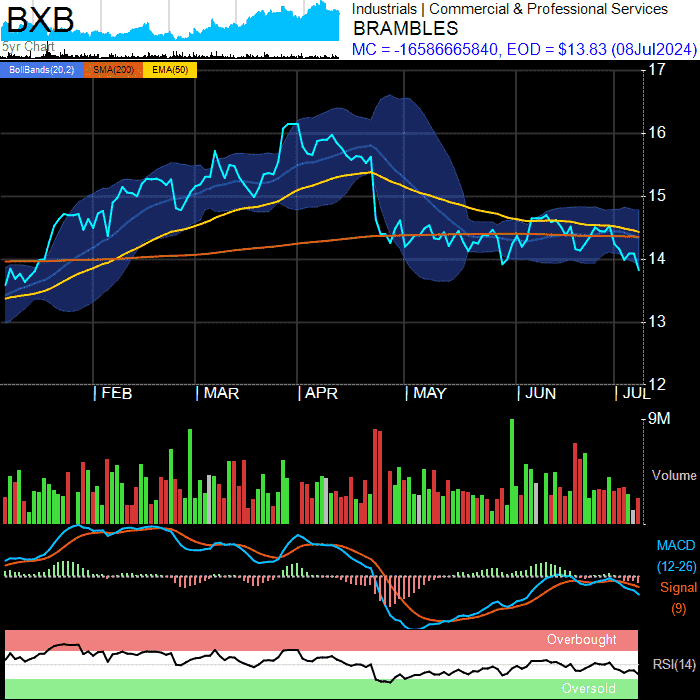 BXB
5yr Chart
Industrials | Commercial & Professional Services
BRAMBLES
MC = -16586665840, EOD = $13.83 (08Jul2024)
BollBands(20,2) SMA(200) EMA(50)
17
16
15
14
13
12
FEB MAR APR MAY JUN JUL
9M
Volume
MACD
(12-26)
Signal
(9)
Overbought
RSI(14)
Oversold